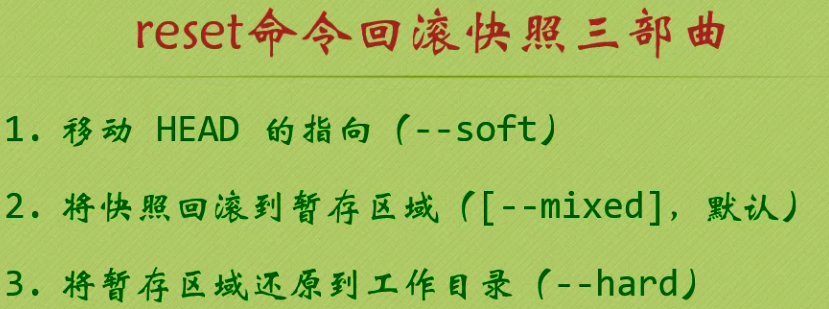 reset命令回滚快照三部曲
1. 移动 HEAD 的指向（--soft）
2. 将快照回滚到暂存区域（[--mixed]，默认）
3. 将暂存区域还原到工作目录（--hard）